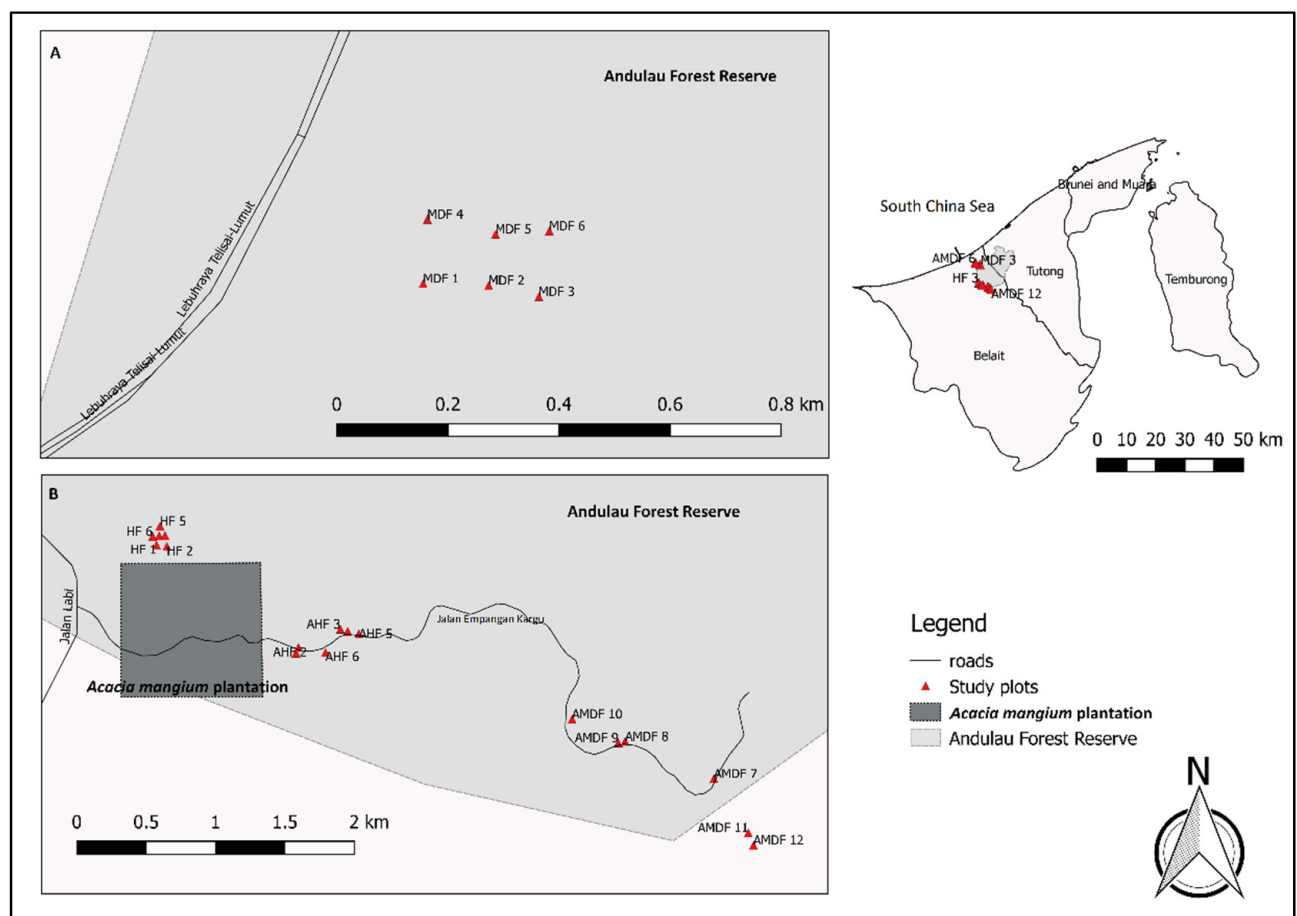 A
Andulau Forest Reserve
Lebuhraya Telisai-Lumut
Lebuhraya Telisai-Lumut
MDF 4
MDF 5
MDF 6
MDF 1
MDF 2
MDF 3
0 0.2 0.4 0.6 0.8 km
South China Sea
Brunei and Muara
AMDF 6
MDF 3
HF 3
AMDF 12
Tutong
Temburong
Belait
0 10 20 30 40 50 km
B
Andulau Forest Reserve
HF 5
HF 6
HF 1
HF 2
Jalan Labi
AHF 3
AHF 5
AHF 2
AHF 6
Jalan Empangan Kargu
Acacia mangium plantation
AMDF 10
AMDF 9
AMDF 8
AMDF 7
AMDF 11
AMDF 12
0 0.5 1 1.5 2 km
Legend
roads
Study plots
Acacia mangium plantation
Andulau Forest Reserve
N